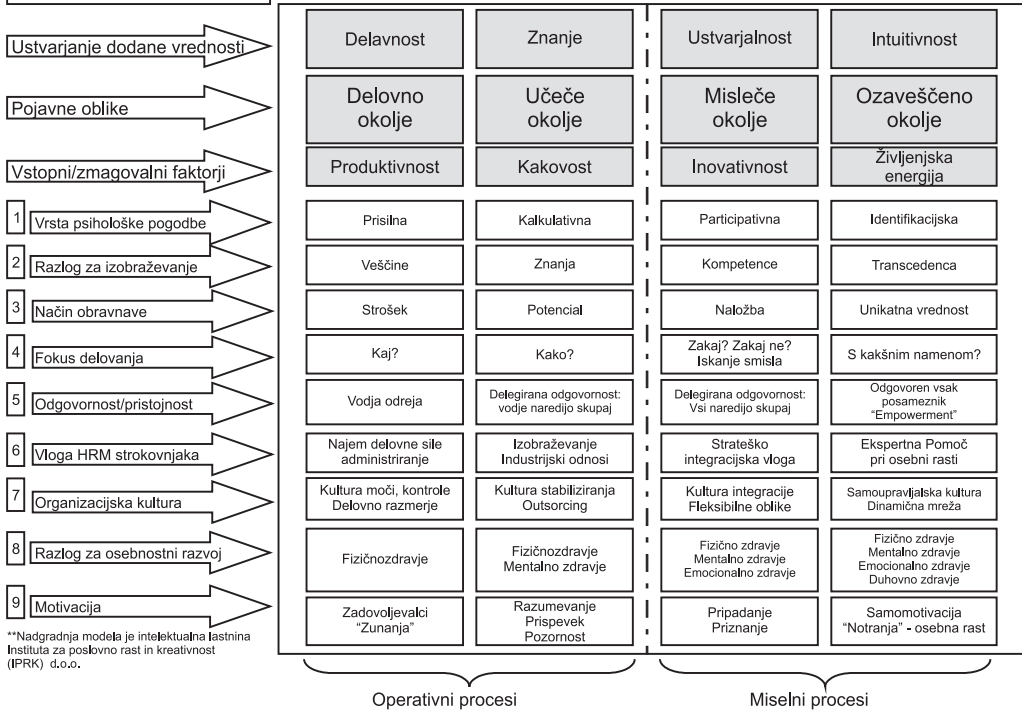 Ustvarjanje dodane vrednosti
Delavnost
Znanje
Ustvarjalnost
Intuitivnost
Pojavne oblike
Delovno
okolje
Učeče
okolje
Misleče
okolje
Ozaveščeno
okolje
Vstopni/zmagovalni faktorji
Produktivnost
Kakovost
Inovativnost
Življenjska
energija
1 Vrsta psihološke pogodbe
Prisilna
Kalkulativna
Participativna
Identifikacijska
2 Razlog za izobraževanje
Veščine
Znanja
Kompetence
Transcedenca
3 Način obravnave
Strošek
Potencial
Naložba
Unikatna vrednost
4 Fokus delovanja
Kaj?
Kako?
Zakaj? Zakaj ne?
Iskanje smisla
S kakšnim namenom?
5 Odgovornost/pristojnost
Vodja odreja
Delegirana odgovornost:
vodje naredijo skupaj
Delegirana odgovornost:
Vsi naredijo skupaj
Odgovoren vsak
posameznik
“Empowerment”
6 Vloga HRM strokovnjaka
Najem delovne sile
administriranje
Izobraževanje
Industrijski odnosi
Strateško
integracijska vloga
Ekspertna Pomoč
pri osebni rasti
7 Organizacijska kultura
Kultura moči, kontrole
Delovno razmerje
Kultura stabiliziranja
Outsorcing
Kultura integracije
Fleksibilne oblike
Samoupravljalska kultura
Dinamična mreža
8 Razlog za osebnostni razvoj
Fizičnozdravje
Fizičnozdravje
Mentalno zdravje
Fizično zdravje
Mentalno zdravje
Emocionalno zdravje
Fizično zdravje
Mentalno zdravje
Emocionalno zdravje
Duhovno zdravje
9 Motivacija
Zadovoljevalci
“Zunanja”
Razumevanje
Prispevek
Pozornost
Pripadanje
Priznanje
Samomotivacija
“Notranja” - osebna rast
**Nadgradnja modela je intelektualna lastnina
Instituta za poslovno rast in kreativnost
(IPRK) d.o.o.
Operativni procesi
Miselni procesi